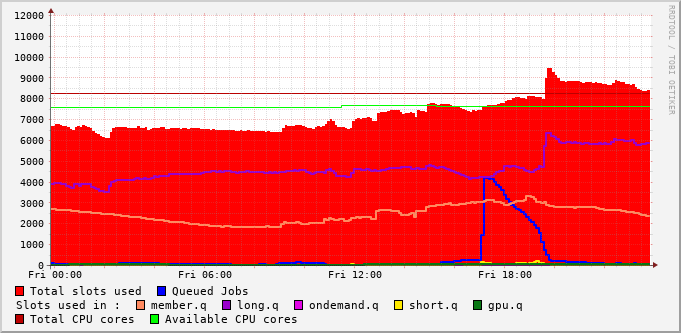 12000
11000
10000
9000
8000
7000
6000
5000
4000
3000
2000
1000
0
Fri 00:00 Fri 06:00 Fri 12:00 Fri 18:00
RRDTOOL / TOBI OETIKER
Total slots used Queued Jobs
Slots used in : member.q long.q ondemand.q short.q gpu.q
Total CPU cores Available CPU cores